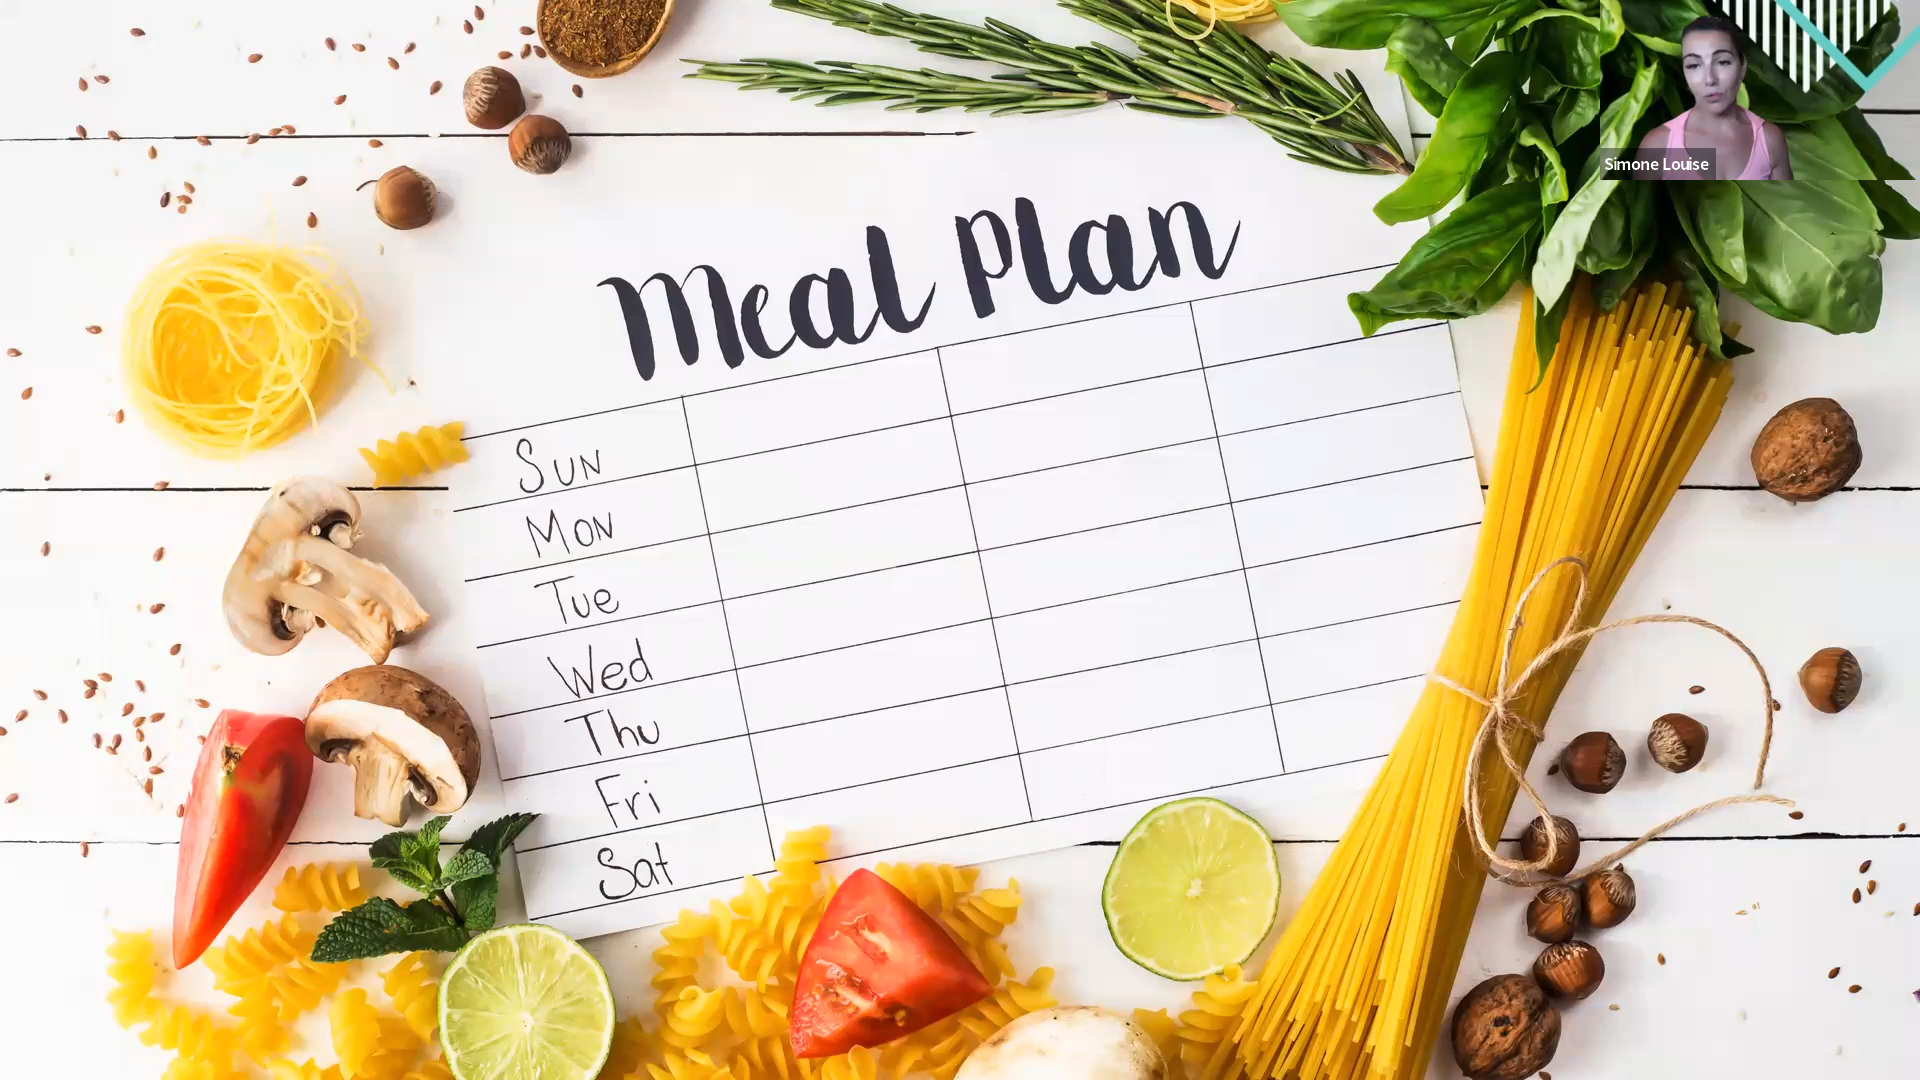 Simone Louise
Meal Plan
Sun
Mon
Tue
Wed
Thu
Fri
Sat